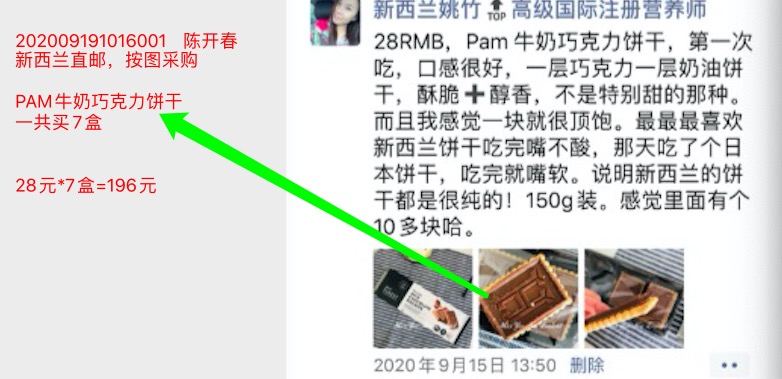 202009191016001 陈开春
新西兰直邮，按图采购
PAM牛奶巧克力饼干
一共买7盒
28元*7盒=196元
新西兰姚竹 TOP 高级国际注册营养师
28RMB，Pam 牛奶巧克力饼干，第一次
吃，口感很好，一层巧克力一层奶油饼
干，酥脆➕醇香，不是特别甜的那种。
而且我感觉一块就很顶饱。最最最喜欢
新西兰饼干吃完嘴不酸，那天吃了个日
本饼干，吃完就嘴软。说明新西兰的饼
干都是很纯的！150g装。感觉里面有个
10多块哈。
2020年9月15日 13:50 删除